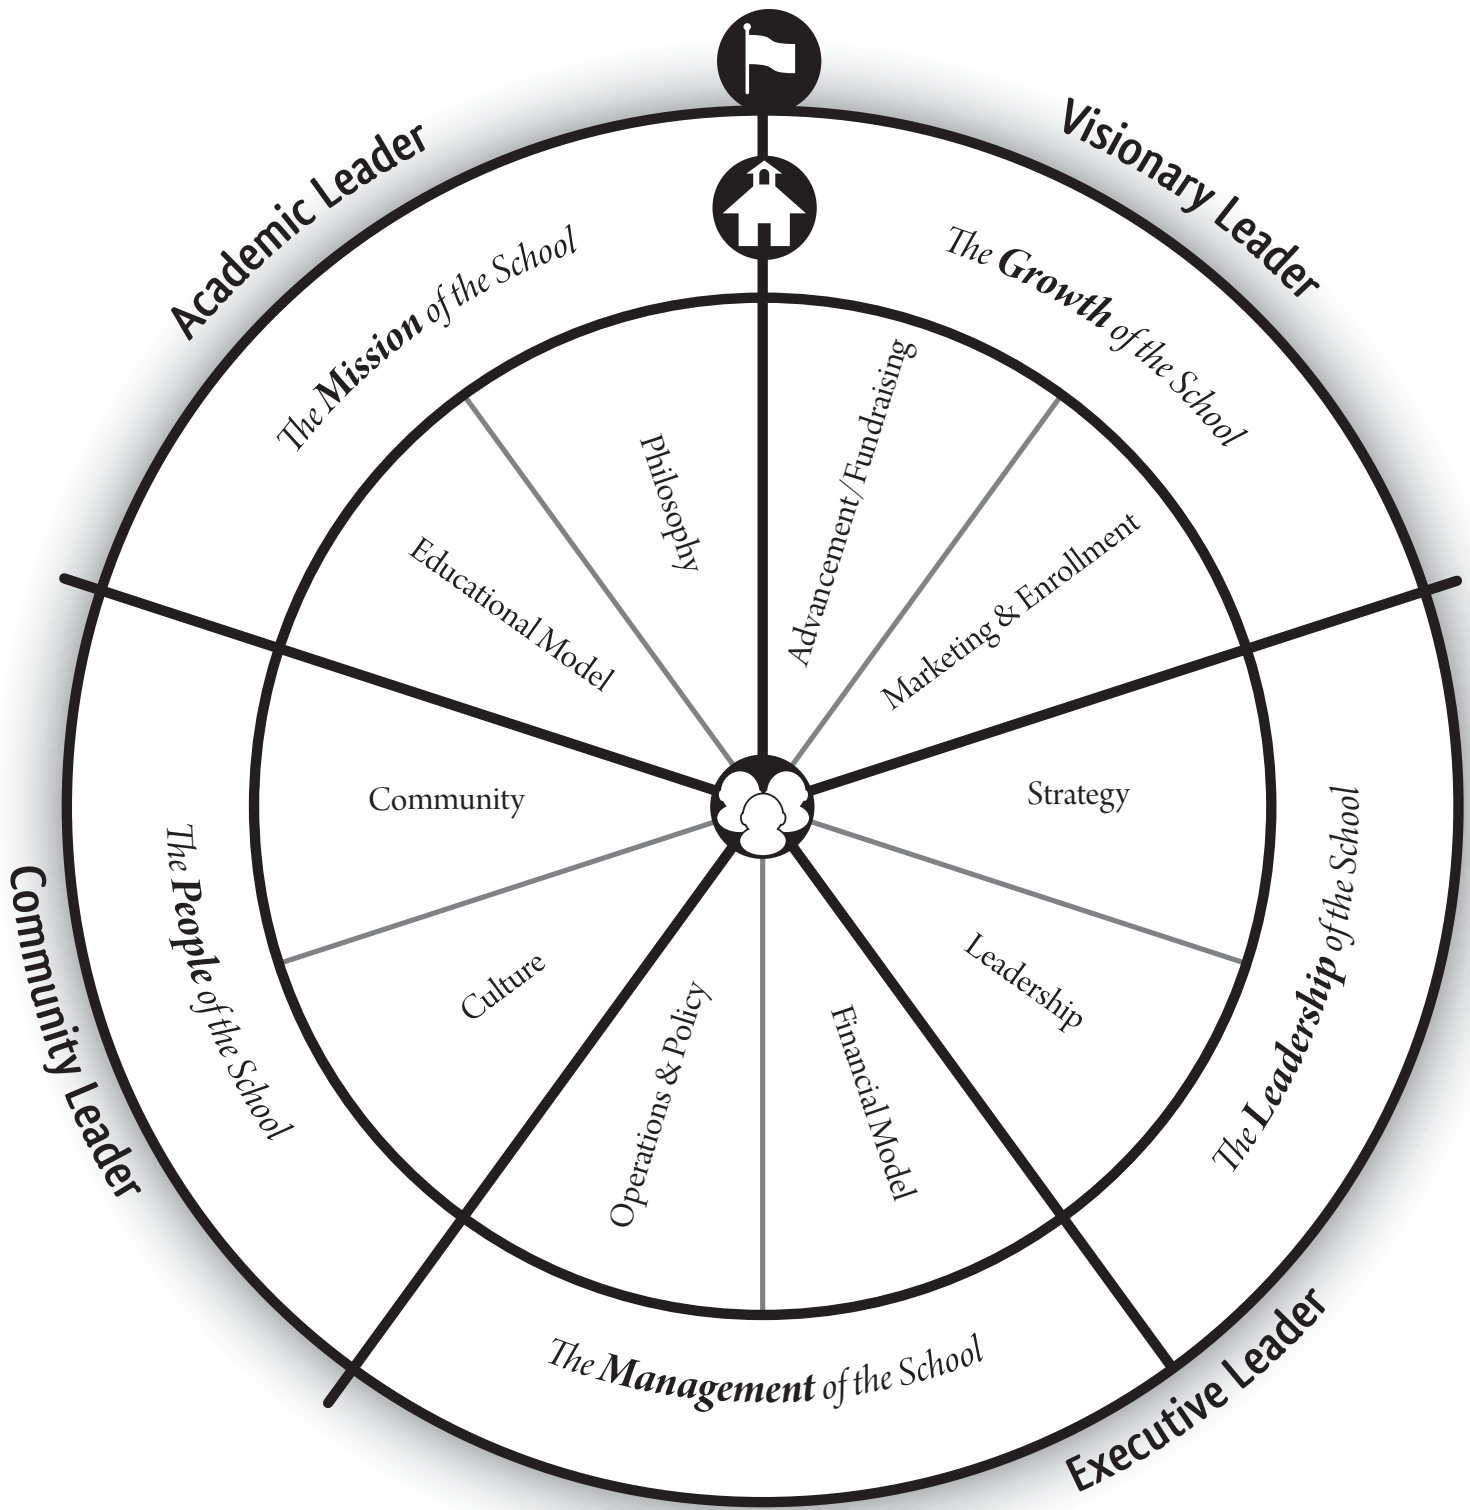 Academic Leader
Visionary Leader
The Mission of the School
The Growth of the School
Philosophy
Advancement/Fundraising
Educational Model
Marketing & Enrollment
Community
Strategy
The People of the School
The Leadership of the School
Community Leader
Culture
Leadership
Operations & Policy
Financial Model
The Management of the School
Executive Leader